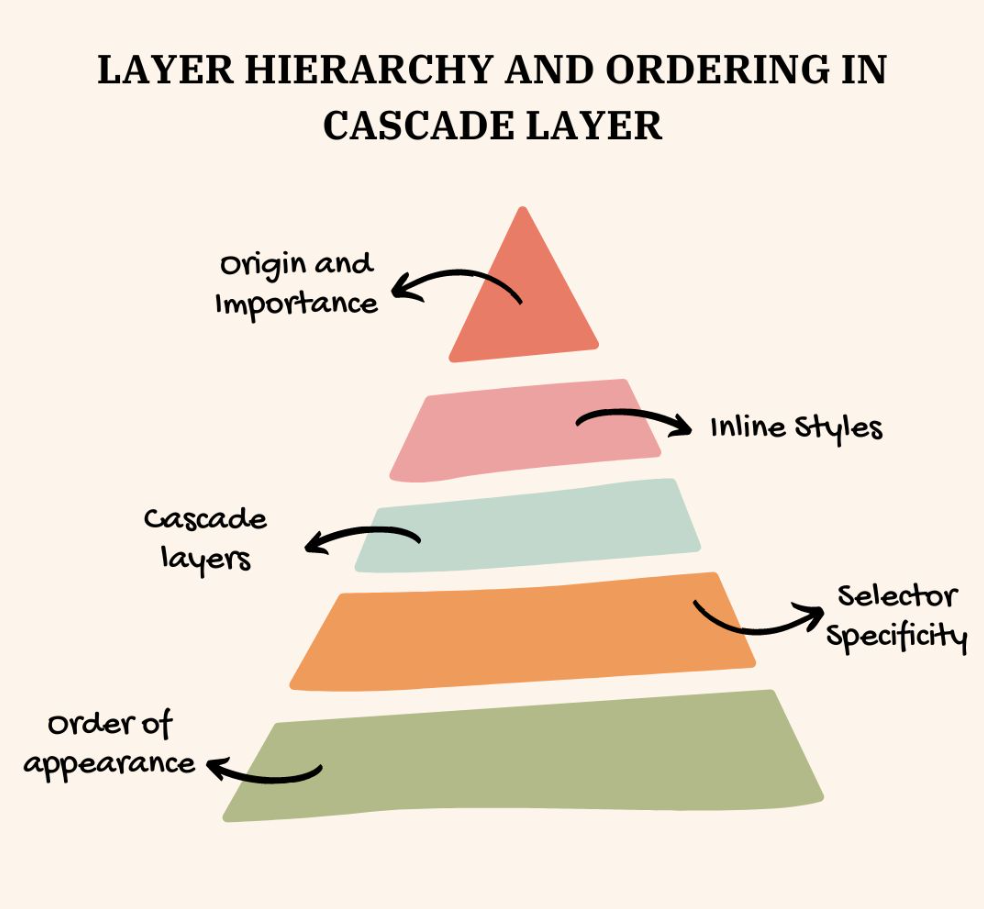 LAYER HIERARCHY AND ORDERING IN
CASCADE LAYER
Origin and
Importance
Inline Styles
Cascade
layers
Selector
Specificity
Order of
appearance